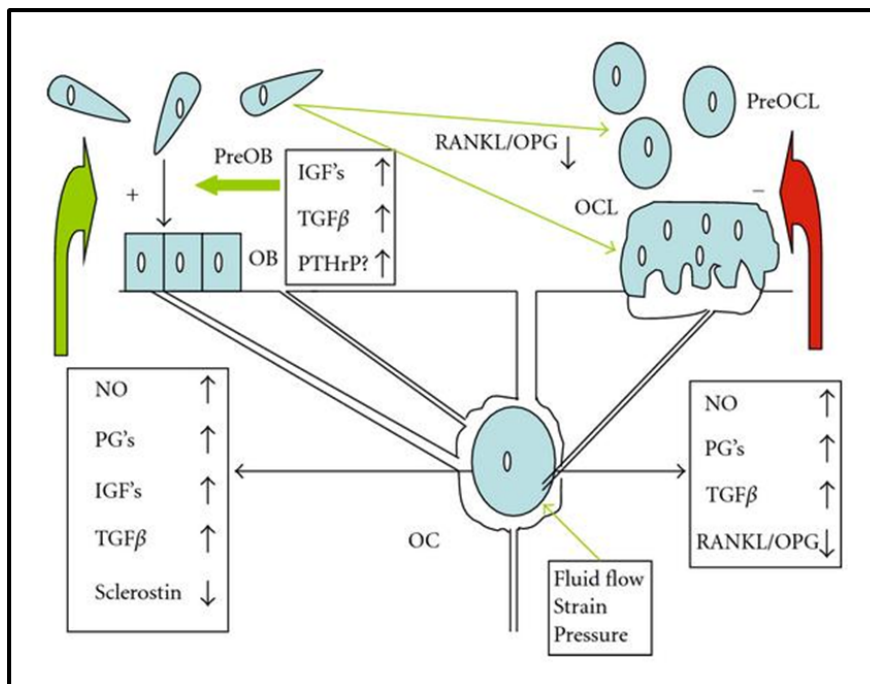 PreOCL
RANKL/OPG ↓
PreOB
IGF's ↑
TGFβ ↑
PTHrP? ↑
+
OCL
−
OB
NO ↑
PG's ↑
IGF's ↑
TGFβ ↑
Sclerostin ↓
NO ↑
PG's ↑
TGFβ ↑
RANKL/OPG ↓
OC
Fluid flow
Strain
Pressure